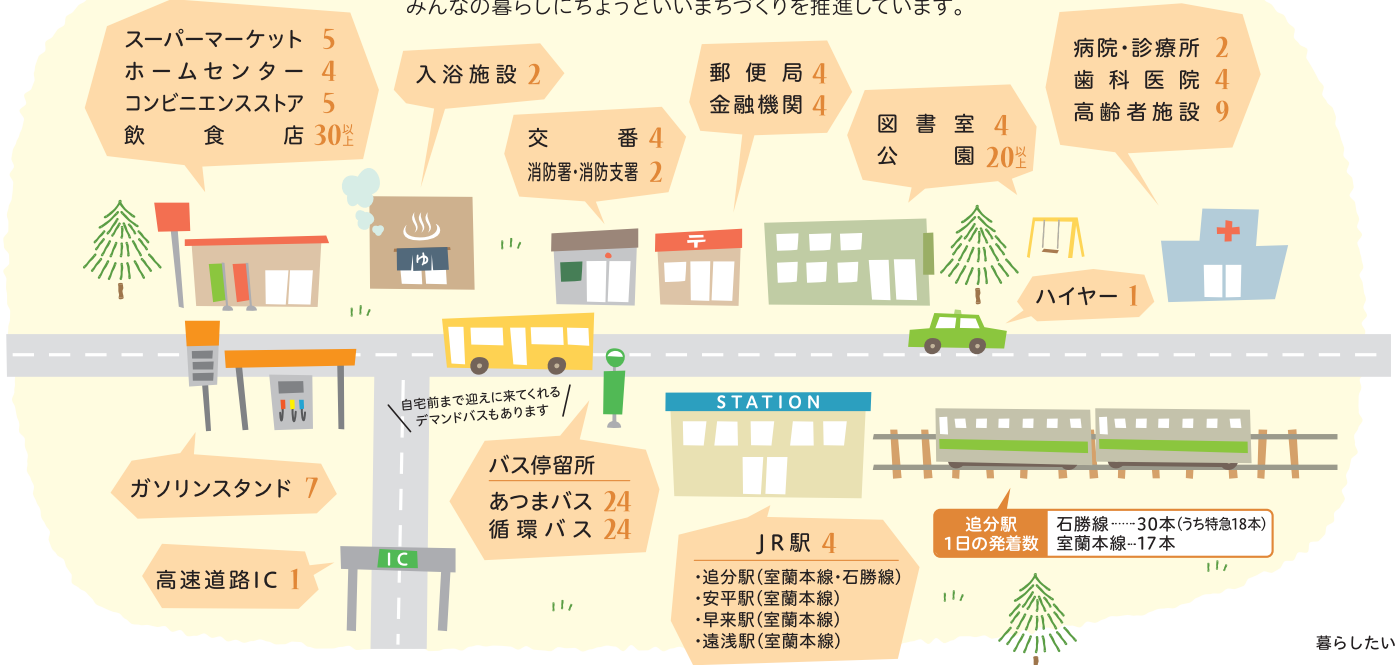 みんなの暮らしにちょうといいまちづくりを推進しています。
スーパーマーケット 5
ホームセンター 4
コンビニエンスストア 5
飲食店 30以上
入浴施設 2
交番 4
消防署・消防支署 2
郵便局 4
金融機関 4
図書室 4
公園 20以上
病院・診療所 2
歯科医院 4
高齢者施設 9
ゆ
ハイヤー 1
自宅前まで迎えに来てくれる
デマンドバスもあります
STATION
ガソリンスタンド 7
バス停留所
あつまバス 24
循環バス 24
高速道路IC 1
IC
JR駅 4
・追分駅(室蘭本線・石勝線)
・安平駅(室蘭本線)
・早来駅(室蘭本線)
・遠浅駅(室蘭本線)
追分駅
1日の発着数
石勝線……30本(うち特急18本)
室蘭本線…17本
暮らしたい